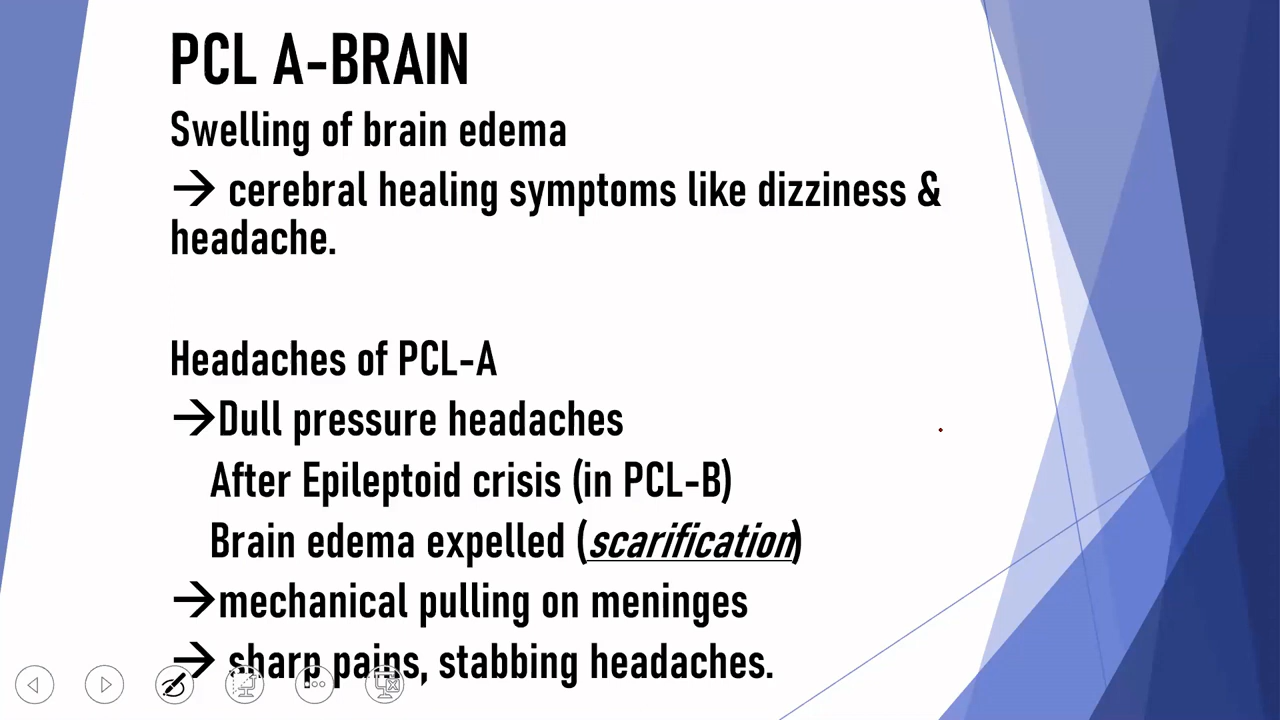 PCL A-BRAIN
Swelling of brain edema
→ cerebral healing symptoms like dizziness &
headache.
Headaches of PCL-A
→Dull pressure headaches
After Epileptoid crisis (in PCL-B)
Brain edema expelled (scarification)
→mechanical pulling on meninges
→ sharp pains, stabbing headaches.